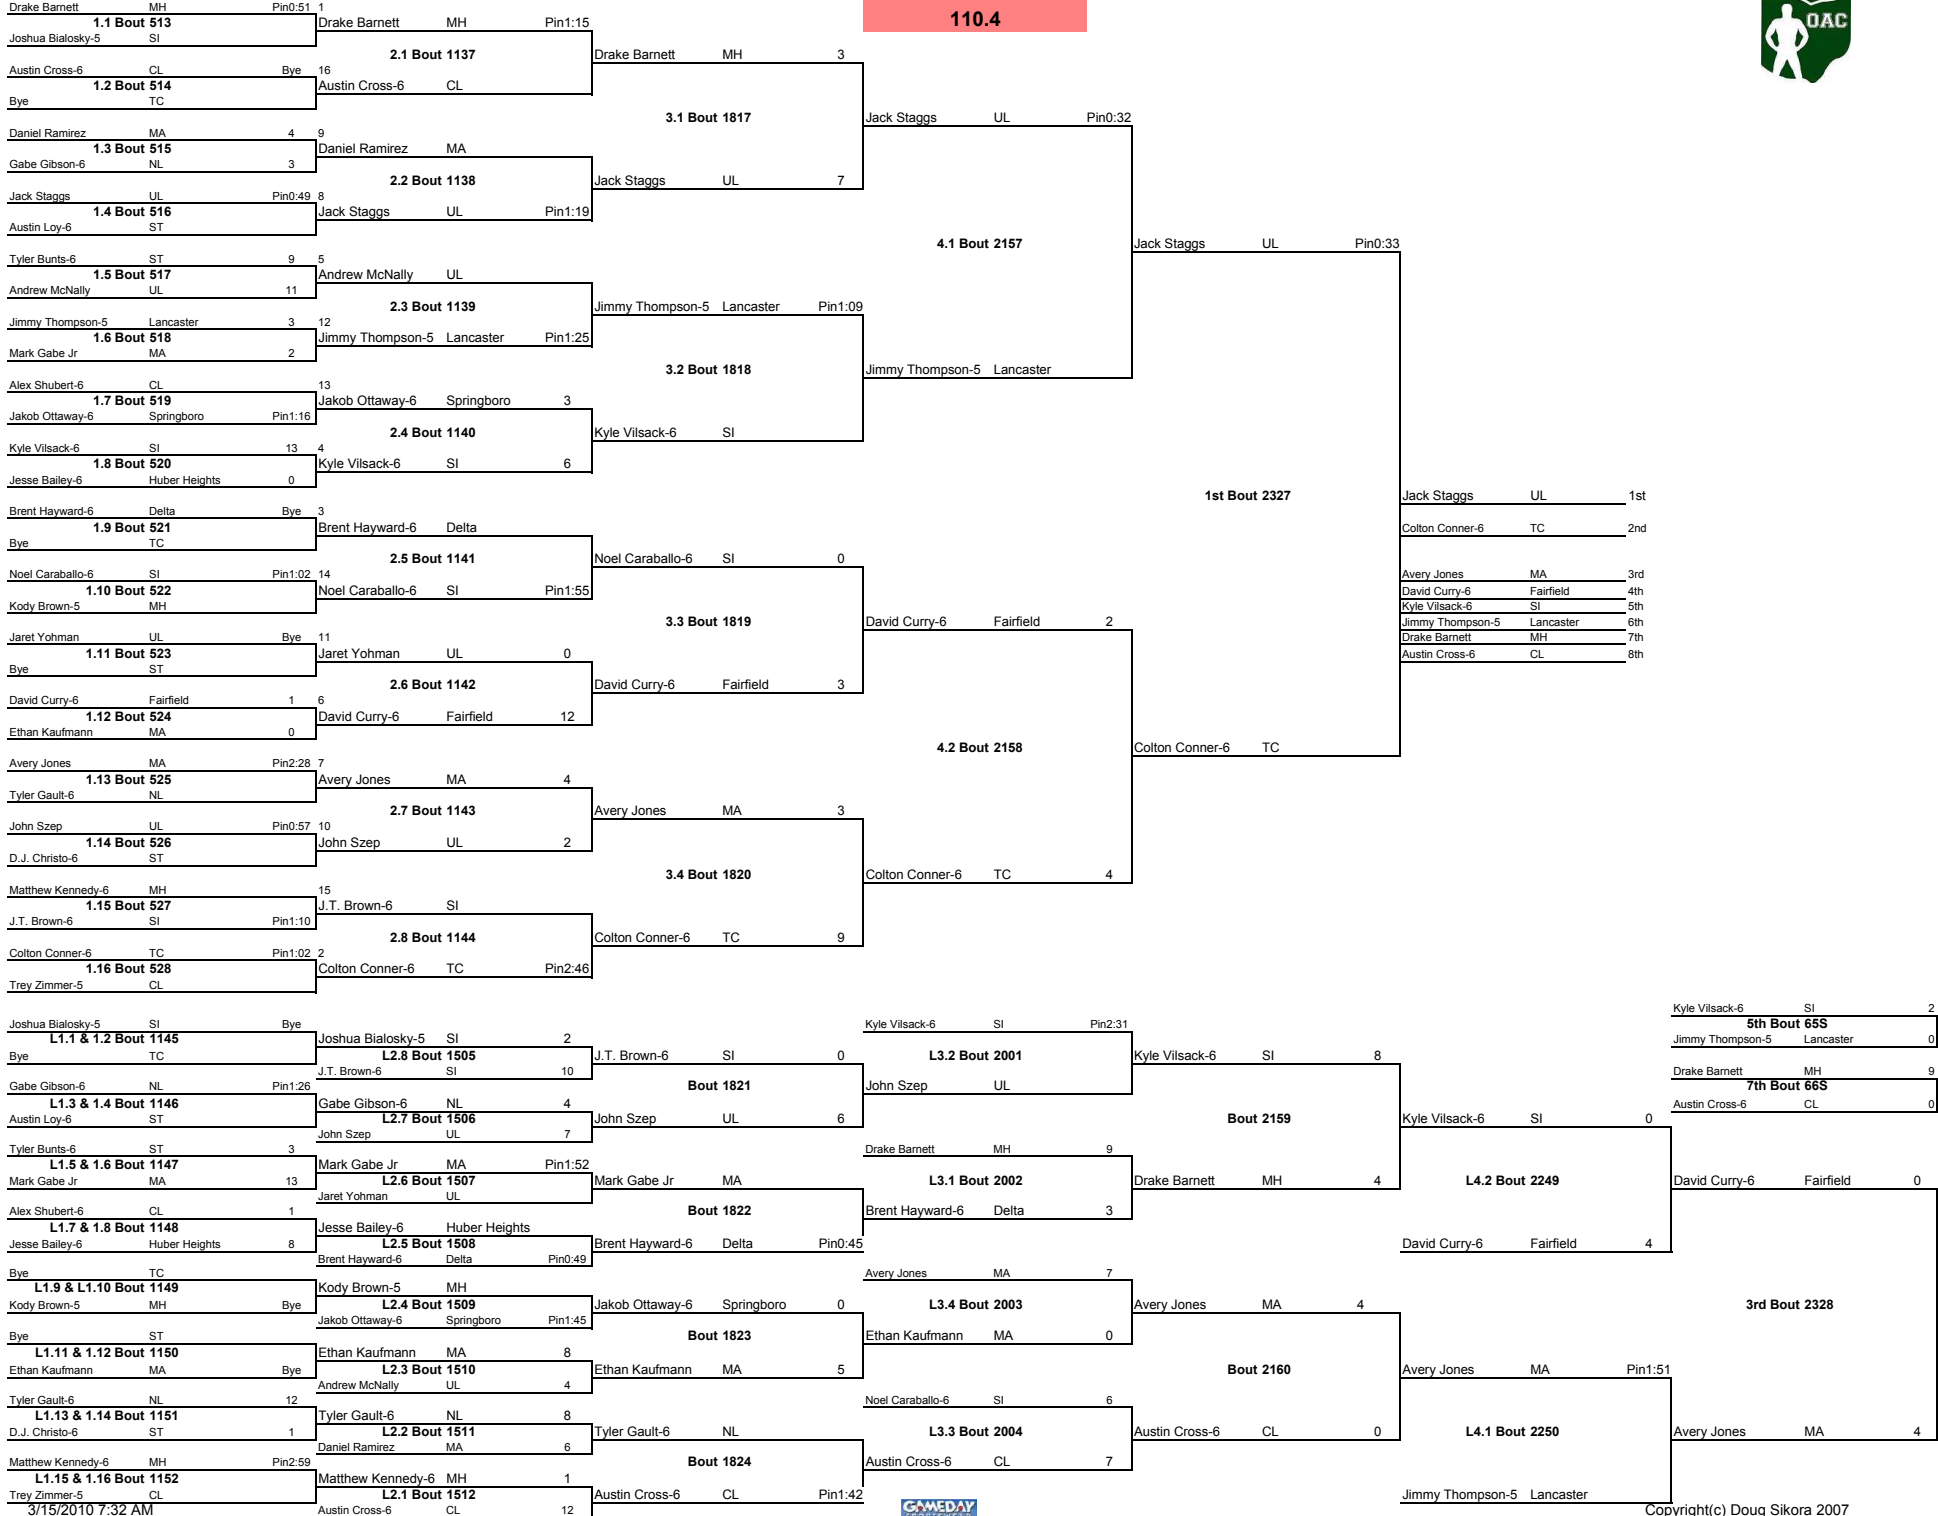 Drake Barnett MH Pin0:51 1
1.1 Bout 513
Joshua Bialosky-5 SI
Austin Cross-6 CL Bye 16
1.2 Bout 514
Bye TC
Daniel Ramirez MA 4 9
1.3 Bout 515
Gabe Gibson-6 NL 3
Jack Staggs UL Pin0:49 8
1.4 Bout 516
Austin Loy-6 ST
Tyler Bunts-6 ST 9 5
1.5 Bout 517
Andrew McNally UL 11
Jimmy Thompson-5 Lancaster 3 12
1.6 Bout 518
Mark Gabe Jr MA 2
Alex Shubert-6 CL 13
1.7 Bout 519
Jakob Ottaway-6 Springboro Pin1:16
Kyle Vilsack-6 SI 13 4
1.8 Bout 520
Jesse Bailey-6 Huber Heights 0
Brent Hayward-6 Delta Bye 3
1.9 Bout 521
Bye TC
Noel Caraballo-6 SI Pin1:02 14
1.10 Bout 522
Kody Brown-5 MH
Jaret Yohman UL Bye 11
1.11 Bout 523
Bye ST
David Curry-6 Fairfield 1 6
1.12 Bout 524
Ethan Kaufmann MA 0
Avery Jones MA Pin2:28 7
1.13 Bout 525
Tyler Gault-6 NL
John Szep UL Pin0:57 10
1.14 Bout 526
D.J. Christo-6 ST
Matthew Kennedy-6 MH 15
1.15 Bout 527
J.T. Brown-6 SI Pin1:10
Colton Conner-6 TC Pin1:02 2
1.16 Bout 528
Trey Zimmer-5 CL
Drake Barnett MH Pin1:15
2.1 Bout 1137
Austin Cross-6 CL
Daniel Ramirez MA
2.2 Bout 1138
Jack Staggs UL Pin1:19
Andrew McNally UL
2.3 Bout 1139
Jimmy Thompson-5 Lancaster Pin1:25
Jakob Ottaway-6 Springboro 3
2.4 Bout 1140
Kyle Vilsack-6 SI 6
Brent Hayward-6 Delta
2.5 Bout 1141
Noel Caraballo-6 SI Pin1:55
Jaret Yohman UL 0
2.6 Bout 1142
David Curry-6 Fairfield 12
Avery Jones MA 4
2.7 Bout 1143
John Szep UL 2
J.T. Brown-6 SI
2.8 Bout 1144
Colton Conner-6 TC Pin2:46
Drake Barnett MH 3
3.1 Bout 1817
Jack Staggs UL 7
Jimmy Thompson-5 Lancaster Pin1:09
3.2 Bout 1818
Kyle Vilsack-6 SI
Noel Caraballo-6 SI 0
3.3 Bout 1819
David Curry-6 Fairfield 3
Avery Jones MA 3
3.4 Bout 1820
Colton Conner-6 TC 9
110.4
Jack Staggs UL Pin0:32
4.1 Bout 2157
Jimmy Thompson-5 Lancaster
David Curry-6 Fairfield 2
4.2 Bout 2158
Colton Conner-6 TC 4
OAC
Jack Staggs UL Pin0:33
1st Bout 2327
Colton Conner-6 TC
Jack Staggs UL 1st
Colton Conner-6 TC 2nd
Avery Jones MA 3rd
David Curry-6 Fairfield 4th
Kyle Vilsack-6 SI 5th
Jimmy Thompson-5 Lancaster 6th
Drake Barnett MH 7th
Austin Cross-6 CL 8th
Joshua Bialosky-5 SI Bye
L1.1 & 1.2 Bout 1145
Bye TC
Gabe Gibson-6 NL Pin1:26
L1.3 & 1.4 Bout 1146
Austin Loy-6 ST
Tyler Bunts-6 ST 3
L1.5 & 1.6 Bout 1147
Mark Gabe Jr MA 13
Alex Shubert-6 CL 1
L1.7 & 1.8 Bout 1148
Jesse Bailey-6 Huber Heights 8
Bye TC
L1.9 & L1.10 Bout 1149
Kody Brown-5 MH Bye
Bye ST
L1.11 & 1.12 Bout 1150
Ethan Kaufmann MA Bye
Tyler Gault-6 NL 12
L1.13 & 1.14 Bout 1151
D.J. Christo-6 ST 1
Matthew Kennedy-6 MH Pin2:59
L1.15 & 1.16 Bout 1152
Trey Zimmer-5 CL
Joshua Bialosky-5 SI 2
L2.8 Bout 1505
J.T. Brown-6 SI 10
Gabe Gibson-6 NL 4
L2.7 Bout 1506
John Szep UL 7
Mark Gabe Jr MA Pin1:52
L2.6 Bout 1507
Jaret Yohman UL
Jesse Bailey-6 Huber Heights
L2.5 Bout 1508
Brent Hayward-6 Delta Pin0:49
Kody Brown-5 MH
L2.4 Bout 1509
Jakob Ottaway-6 Springboro Pin1:45
Ethan Kaufmann MA 8
L2.3 Bout 1510
Andrew McNally UL 4
Tyler Gault-6 NL 8
L2.2 Bout 1511
Daniel Ramirez MA 6
Matthew Kennedy-6 MH 1
L2.1 Bout 1512
Austin Cross-6 CL 12
J.T. Brown-6 SI 0
Bout 1821
John Szep UL 6
Mark Gabe Jr MA
Bout 1822
Brent Hayward-6 Delta Pin0:45
Jakob Ottaway-6 Springboro 0
Bout 1823
Ethan Kaufmann MA 5
Tyler Gault-6 NL
Bout 1824
Austin Cross-6 CL Pin1:42
Kyle Vilsack-6 SI Pin2:31
L3.2 Bout 2001
John Szep UL
Drake Barnett MH 9
L3.1 Bout 2002
Brent Hayward-6 Delta 3
Avery Jones MA 7
L3.4 Bout 2003
Ethan Kaufmann MA 0
Noel Caraballo-6 SI 6
L3.3 Bout 2004
Austin Cross-6 CL 7
Kyle Vilsack-6 SI 8
Bout 2159
Drake Barnett MH 4
Avery Jones MA 4
Bout 2160
Austin Cross-6 CL 0
Kyle Vilsack-6 SI 0
L4.2 Bout 2249
David Curry-6 Fairfield 4
Avery Jones MA Pin1:51
L4.1 Bout 2250
Jimmy Thompson-5 Lancaster
Kyle Vilsack-6 SI 2
5th Bout 65S
Jimmy Thompson-5 Lancaster 0
Drake Barnett MH 9
7th Bout 66S
Austin Cross-6 CL 0
David Curry-6 Fairfield 0
3rd Bout 2328
Avery Jones MA 4
3/15/2010 7:32 AM
GAMEDAY
Copyright(c) Doug Sikora 2007